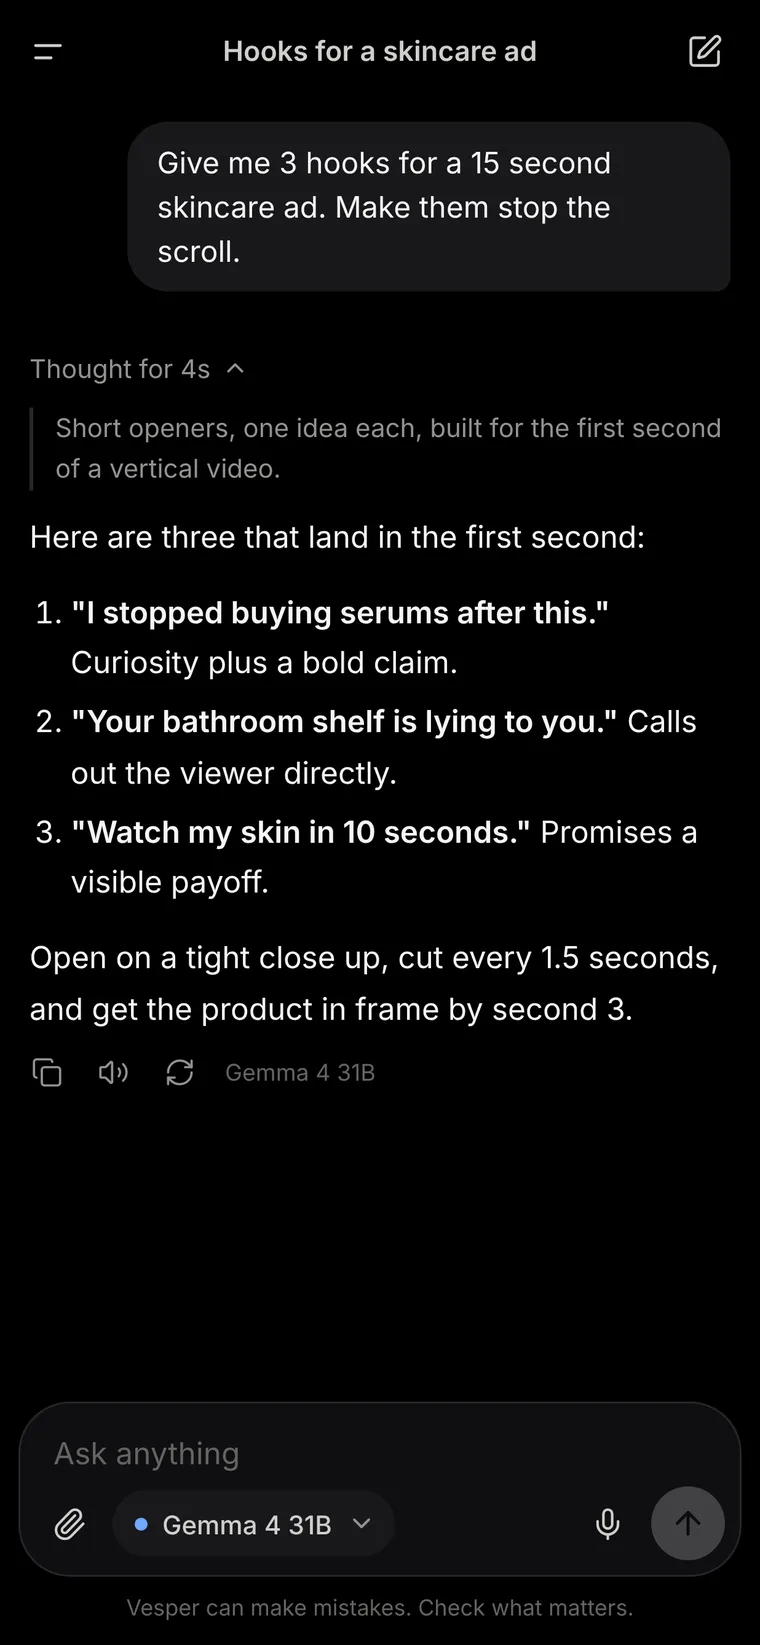 Hooks for a skincare ad
Give me 3 hooks for a 15 second
skincare ad. Make them stop the
scroll.
Thought for 4s
Short openers, one idea each, built for the first second
of a vertical video.
Here are three that land in the first second:
1. "I stopped buying serums after this."
Curiosity plus a bold claim.
2. "Your bathroom shelf is lying to you." Calls
out the viewer directly.
3. "Watch my skin in 10 seconds." Promises a
visible payoff.
Open on a tight close up, cut every 1.5 seconds,
and get the product in frame by second 3.
Gemma 4 31B
Ask anything
Gemma 4 31B
Vesper can make mistakes. Check what matters.